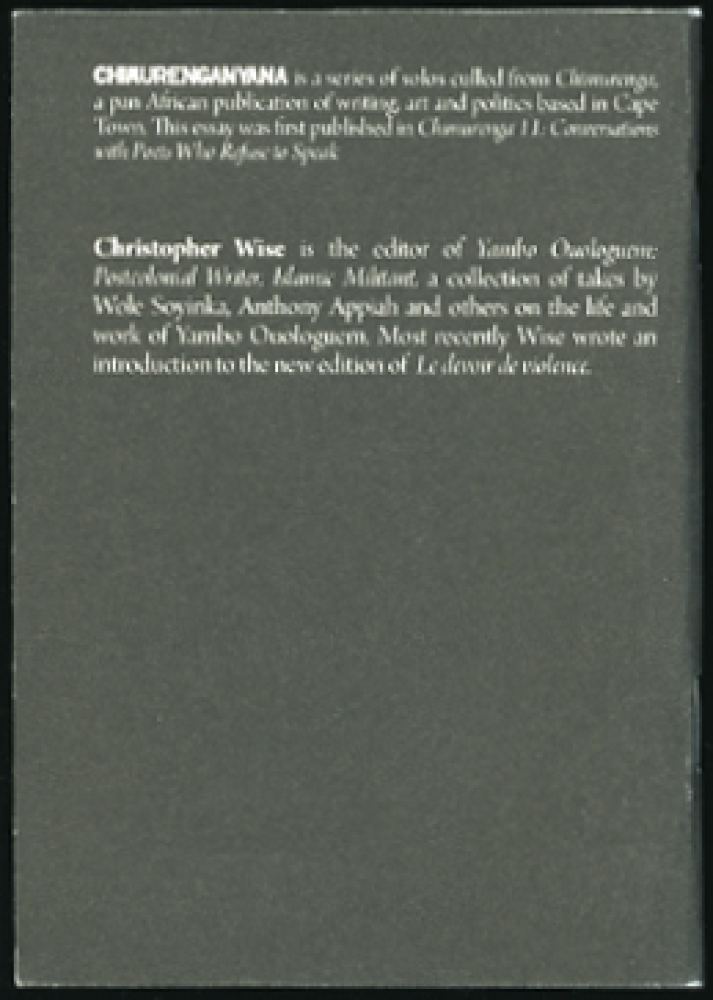 CHIMURENGANYANA is a series of solos culled from Chimurenga,
a pan African publication of writing, art and politics based in Cape
Town. This essay was first published in Chimurenga 11: Conversations
with Poets Who Refuse to Speak
Christopher Wise is the editor of Yambo Ouologuem:
Postcolonial Writer, Islamic Militant, a collection of takes by
Wole Soyinka, Anthony Appiah and others on the life and
work of Yambo Ouologuem. Most recently Wise wrote an
introduction to the new edition of Le devoir de violence.